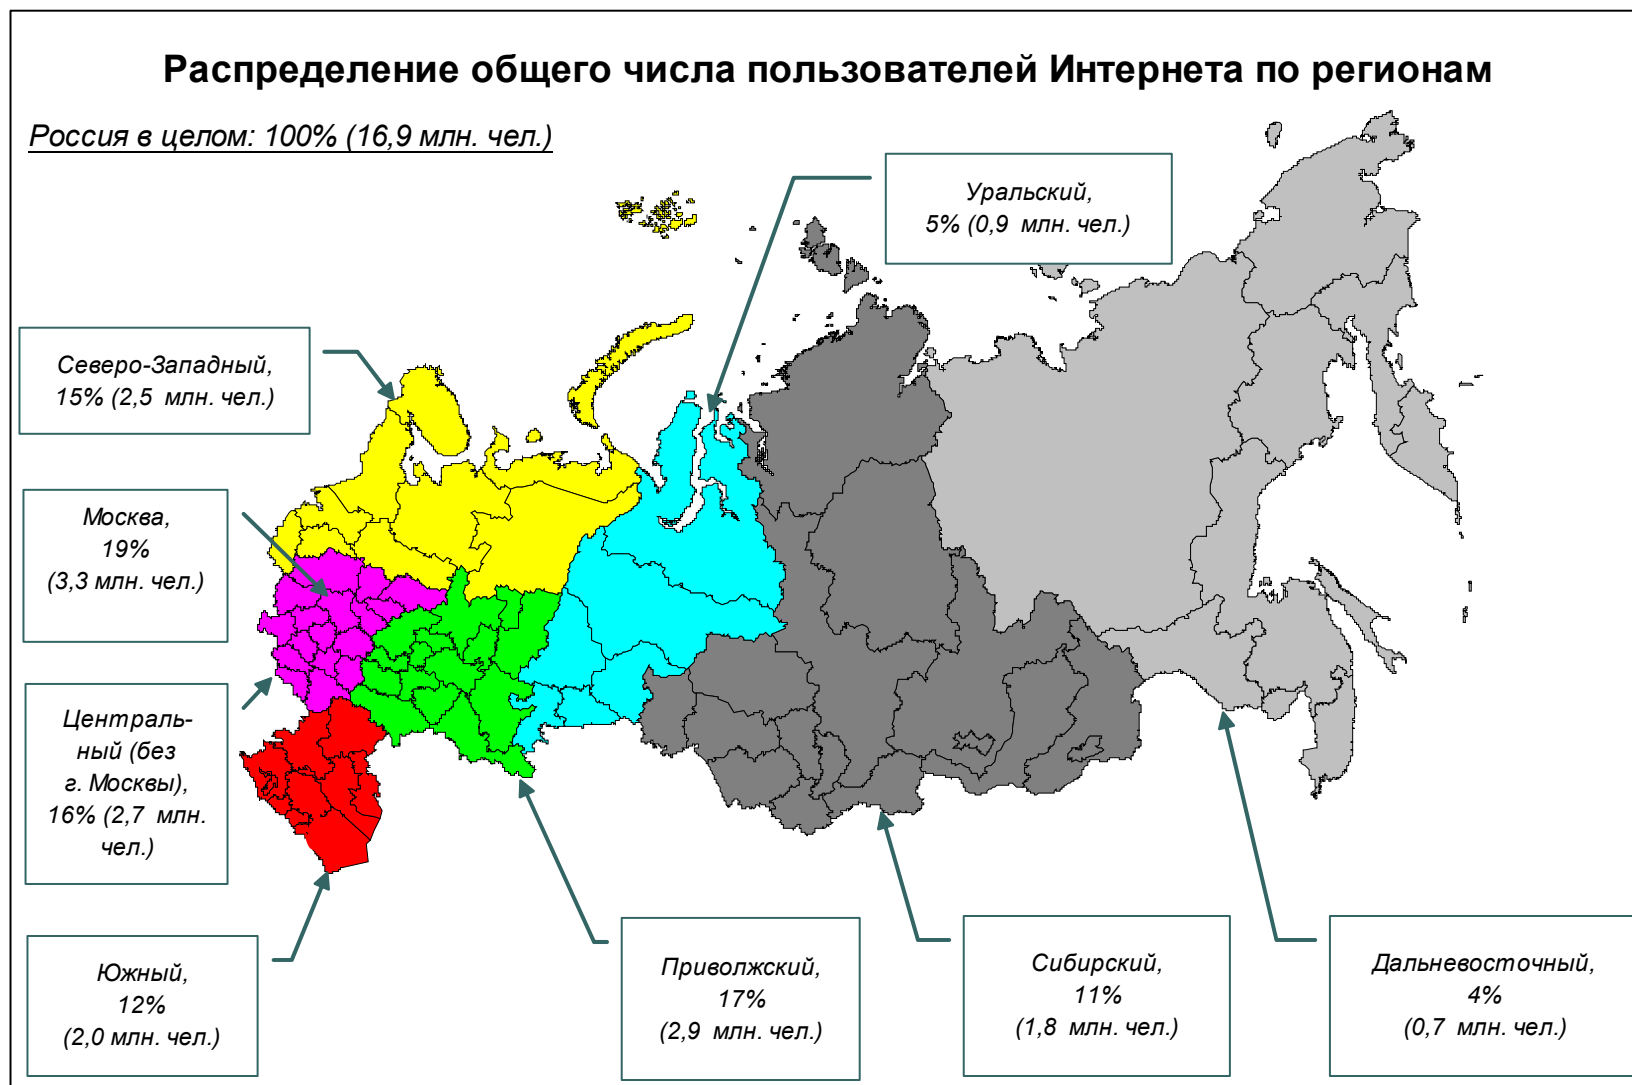 Распределение общего числа пользователей Интернета по регионам
Россия в целом: 100% (16,9 млн. чел.)
Уральский,
5% (0,9 млн. чел.)
Северо-Западный,
15% (2,5 млн. чел.)
Москва,
19%
(3,3 млн. чел.)
Централь-
ный (без
г. Москвы),
16% (2,7 млн.
чел.)
Южный,
12%
(2,0 млн. чел.)
Приволжский,
17%
(2,9 млн. чел.)
Сибирский,
11%
(1,8 млн. чел.)
Дальневосточный,
4%
(0,7 млн. чел.)